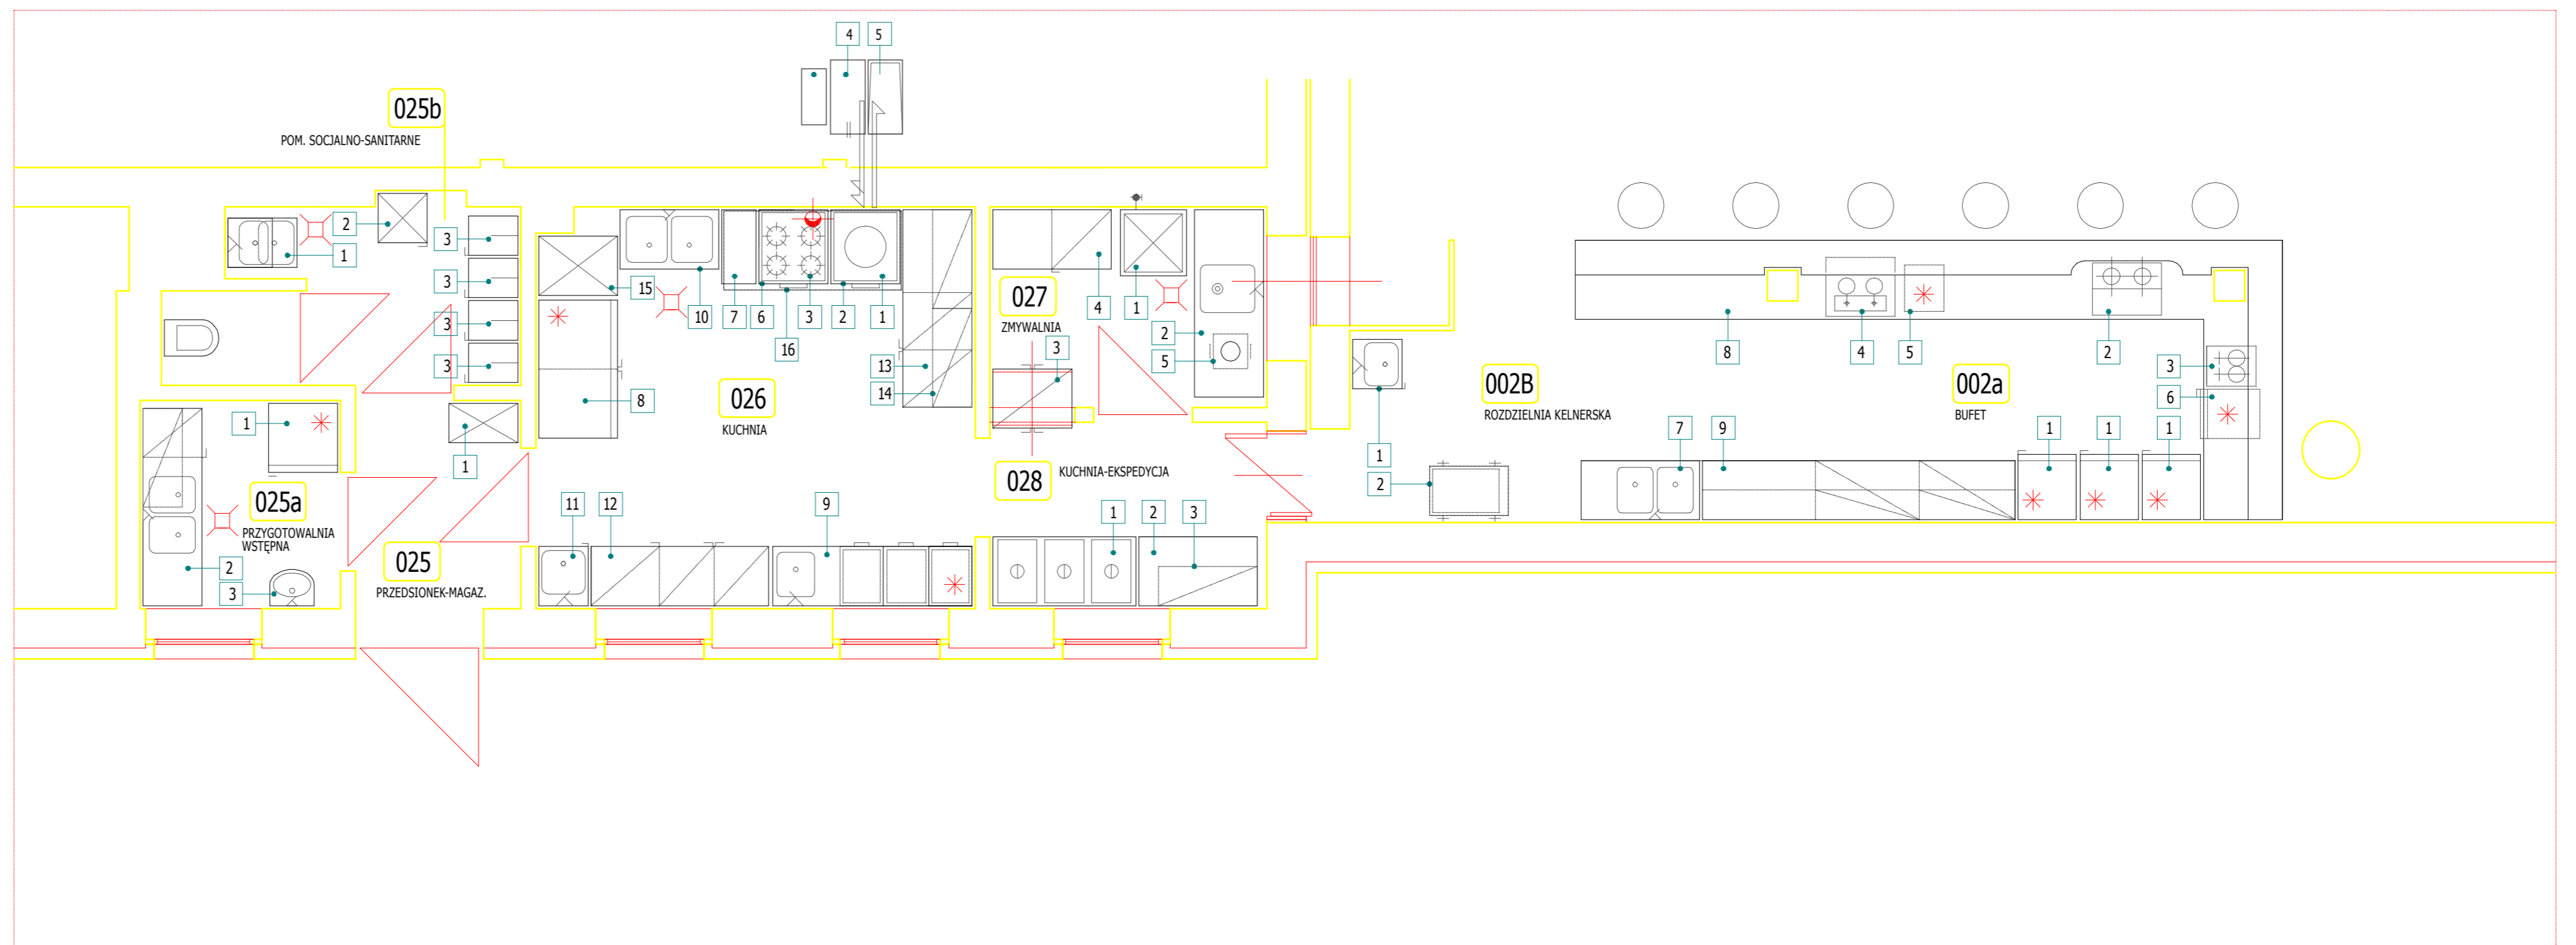 4 5
025b
POM. SOCJALNO-SANITARNE
2
1
3
3
3
3
1
1
025a
PRZYGOTOWALNIA
WSTĘPNA
2
3
025
PRZEDSIONEK-MAGAZ.
15
10 7 6 3 2 1
16
13
14
8
026
KUCHNIA
11 12 9
027
ZMYWALNIA
4 1
2
5
3
028
KUCHNIA-EKSPEDYCJA
1 2 3
002B
ROZDZIELNIA KELNERSKA
1
2
8 4 5 2
3
6
002a
BUFET
7 9 1 1 1